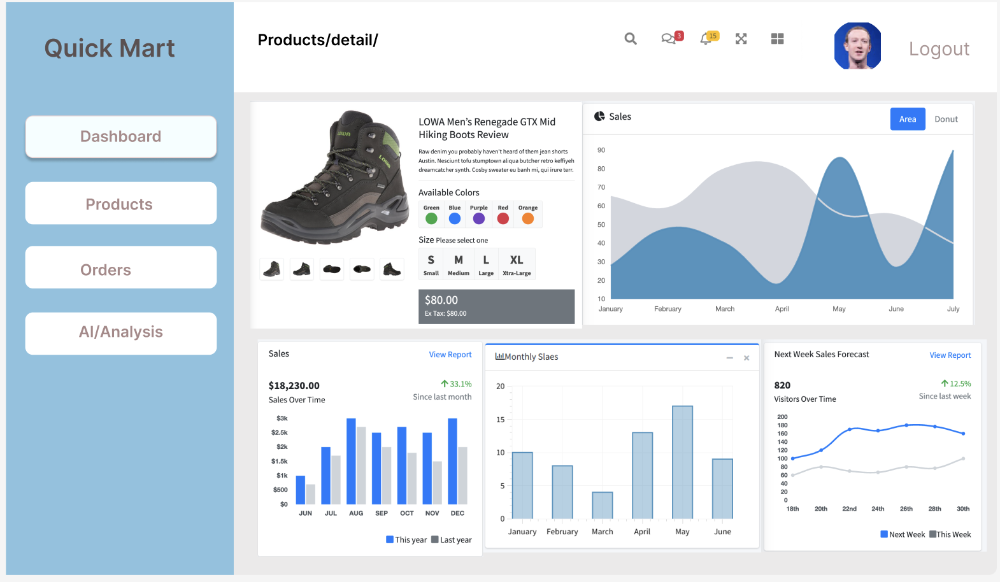 Quick Mart
Products/detail/
3
15
Logout
Dashboard
Products
Orders
AI/Analysis
LOWA
LOWA
LOWA Men's Renegade GTX Mid
Hiking Boots Review
Raw denim you probably haven't heard of them jean shorts
Austin. Nesciunt tofu stumptown aliqua butcher retro keffiyeh
dreamcatcher synth. Cosby sweater eu banh mi, qui irure terr.
Available Colors
Green Blue Purple Red Orange
Size Please select one
S M L XL
Small Medium Large Xtra-Large
$80.00
Ex Tax: $80.00
Sales
Area Donut
90
80
70
60
50
40
30
20
10
January February March April May June July
Sales
View Report
$18,230.00
33.1%
Sales Over Time
Since last month
$3k
$2.5k
$2k
$1.5k
$1k
$500
$0
JUN JUL AUG SEP OCT NOV DEC
This year Last year
Monthly Slaes
20
15
10
5
0
January February March April May June
Next Week Sales Forecast
View Report
820
12.5%
Visitors Over Time
Since last week
200
180
160
140
120
100
80
60
40
20
0
18th 20th 22nd 24th 26th 28th 30th
Next Week This Week